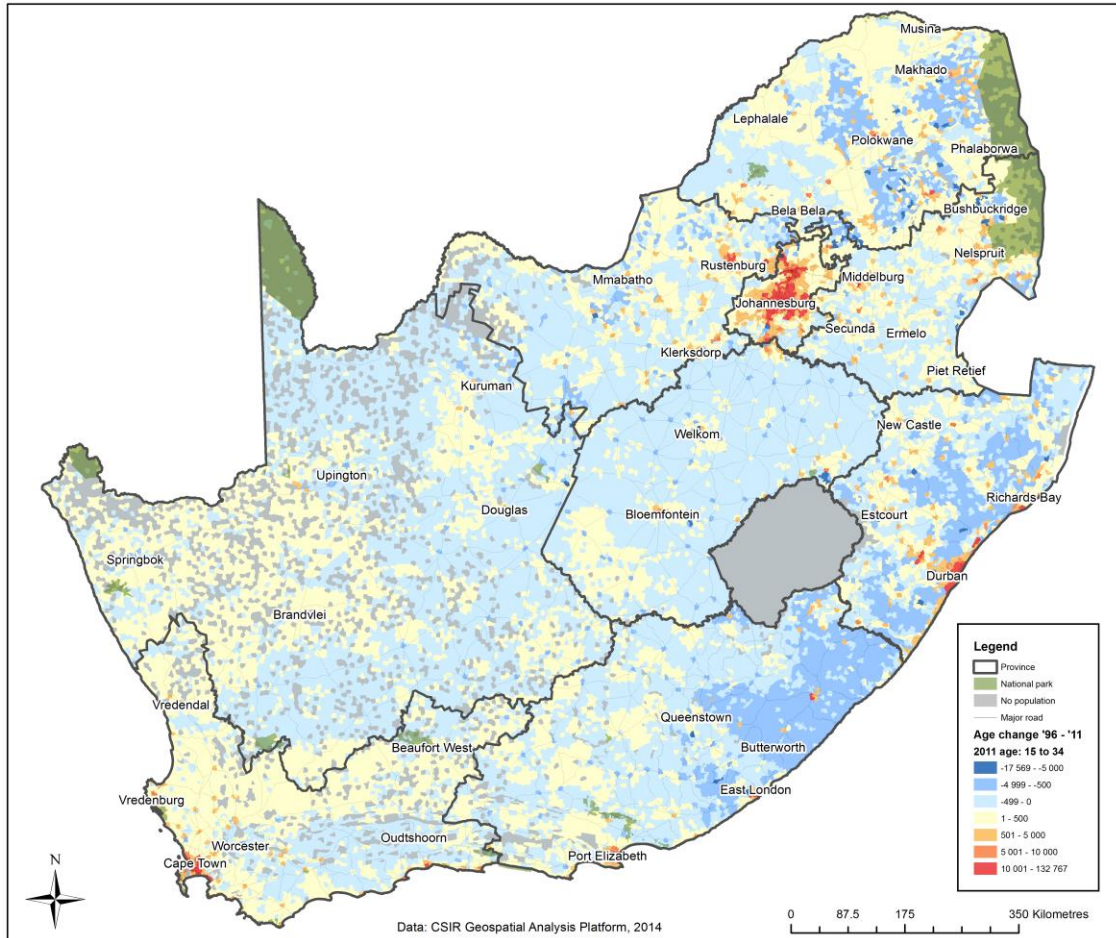 Musina
Makhado
Lephalale
Polokwane
Phalaborwa
Bela Bela
Bushbuckridge
Nelspruit
Rustenburg
Middelburg
Mmabatho
Johannesburg
Secunda
Ermelo
Klerksdorp
Piet Retief
Kuruman
New Castle
Welkom
Upington
Richards Bay
Douglas
Bloemfontein
Estcourt
Springbok
Durban
Brandvlei
Vredendal
Queenstown
Beaufort West
Butterworth
East London
Vredenburg
Oudtshoorn
Worcester
Port Elizabeth
Cape Town
Legend
Province
National park
No population
Major road
Age change '96 - '11
2011 age: 15 to 34
-17 569 - -5 000
-4 999 - -500
-499 - 0
1 - 500
501 - 5 000
5 001 - 10 000
10 001 - 132 767
N
Data: CSIR Geospatial Analysis Platform, 2014
0 87.5 175 350 Kilometres